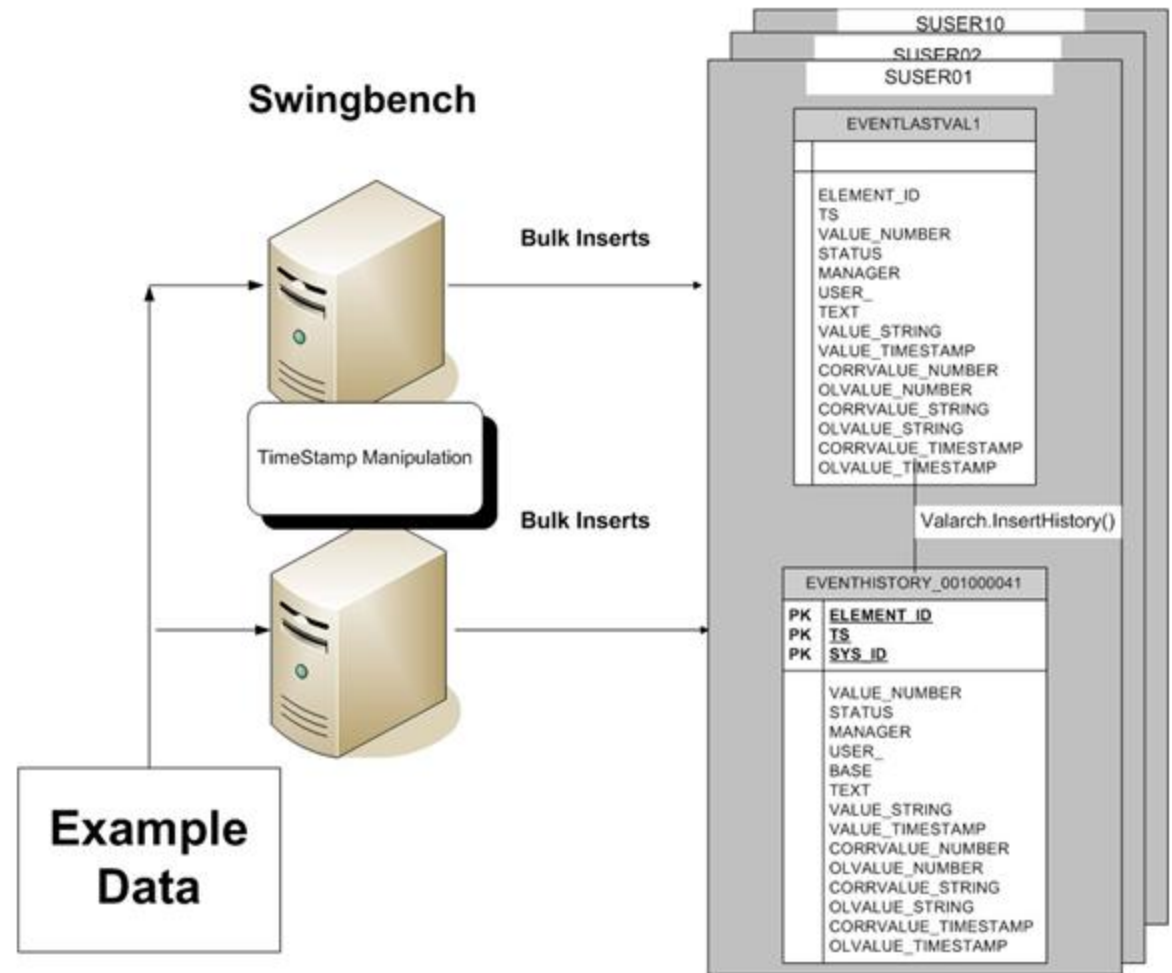 SUSER10
SUSER02
SUSER01
Swingbench
EVENTLASTVAL1
ELEMENT_ID
TS
VALUE_NUMBER
STATUS
MANAGER
USER_
TEXT
VALUE_STRING
VALUE_TIMESTAMP
CORRVALUE_NUMBER
OLVALUE_NUMBER
CORRVALUE_STRING
OLVALUE_STRING
CORRVALUE_TIMESTAMP
OLVALUE_TIMESTAMP
Bulk Inserts
TimeStamp Manipulation
Bulk Inserts
Valarch.InsertHistory()
EVENTHISTORY_001000041
PK ELEMENT_ID
PK TS
PK SYS_ID
VALUE_NUMBER
STATUS
MANAGER
USER_
BASE
TEXT
VALUE_STRING
VALUE_TIMESTAMP
CORRVALUE_NUMBER
OLVALUE_NUMBER
CORRVALUE_STRING
OLVALUE_STRING
CORRVALUE_TIMESTAMP
OLVALUE_TIMESTAMP
Example
Data